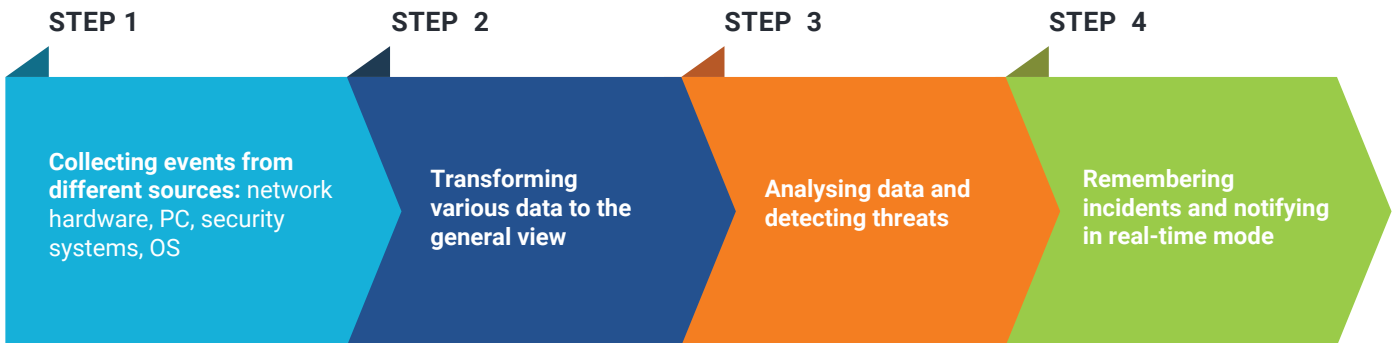 STEP 1
Collecting events from
different sources: network
hardware, PC, security
systems, OS
STEP 2
Transforming
various data to the
general view
STEP 3
Analysing data and
detecting threats
STEP 4
Remembering
incidents and notifying
in real-time mode